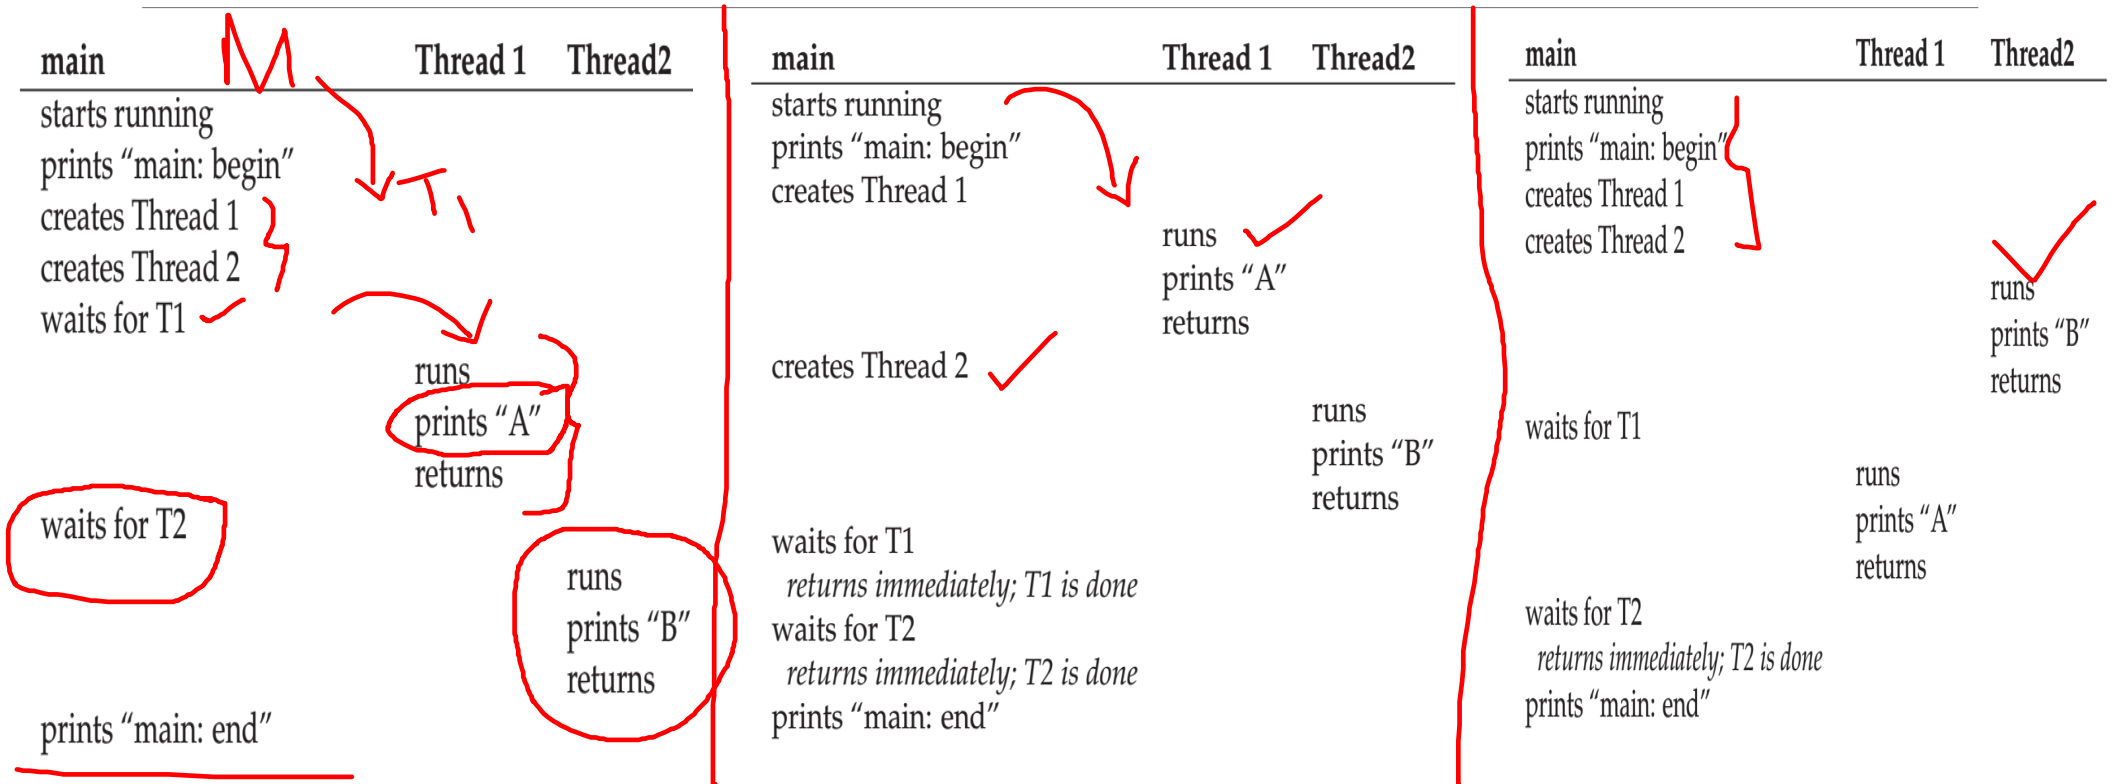 main Thread 1 Thread2
M
starts running
prints “main: begin”
creates Thread 1
T1
creates Thread 2
waits for T1
runs
prints “A”
returns
waits for T2
runs
prints “B”
returns
prints “main: end”
main Thread 1 Thread2
starts running
prints “main: begin”
creates Thread 1
runs
prints “A”
returns
creates Thread 2
runs
prints “B”
returns
waits for T1
returns immediately; T1 is done
waits for T2
returns immediately; T2 is done
prints “main: end”
main Thread 1 Thread2
starts running
prints “main: begin”
creates Thread 1
creates Thread 2
runs
prints “B”
returns
waits for T1
runs
prints “A”
returns
waits for T2
returns immediately; T2 is done
prints “main: end”